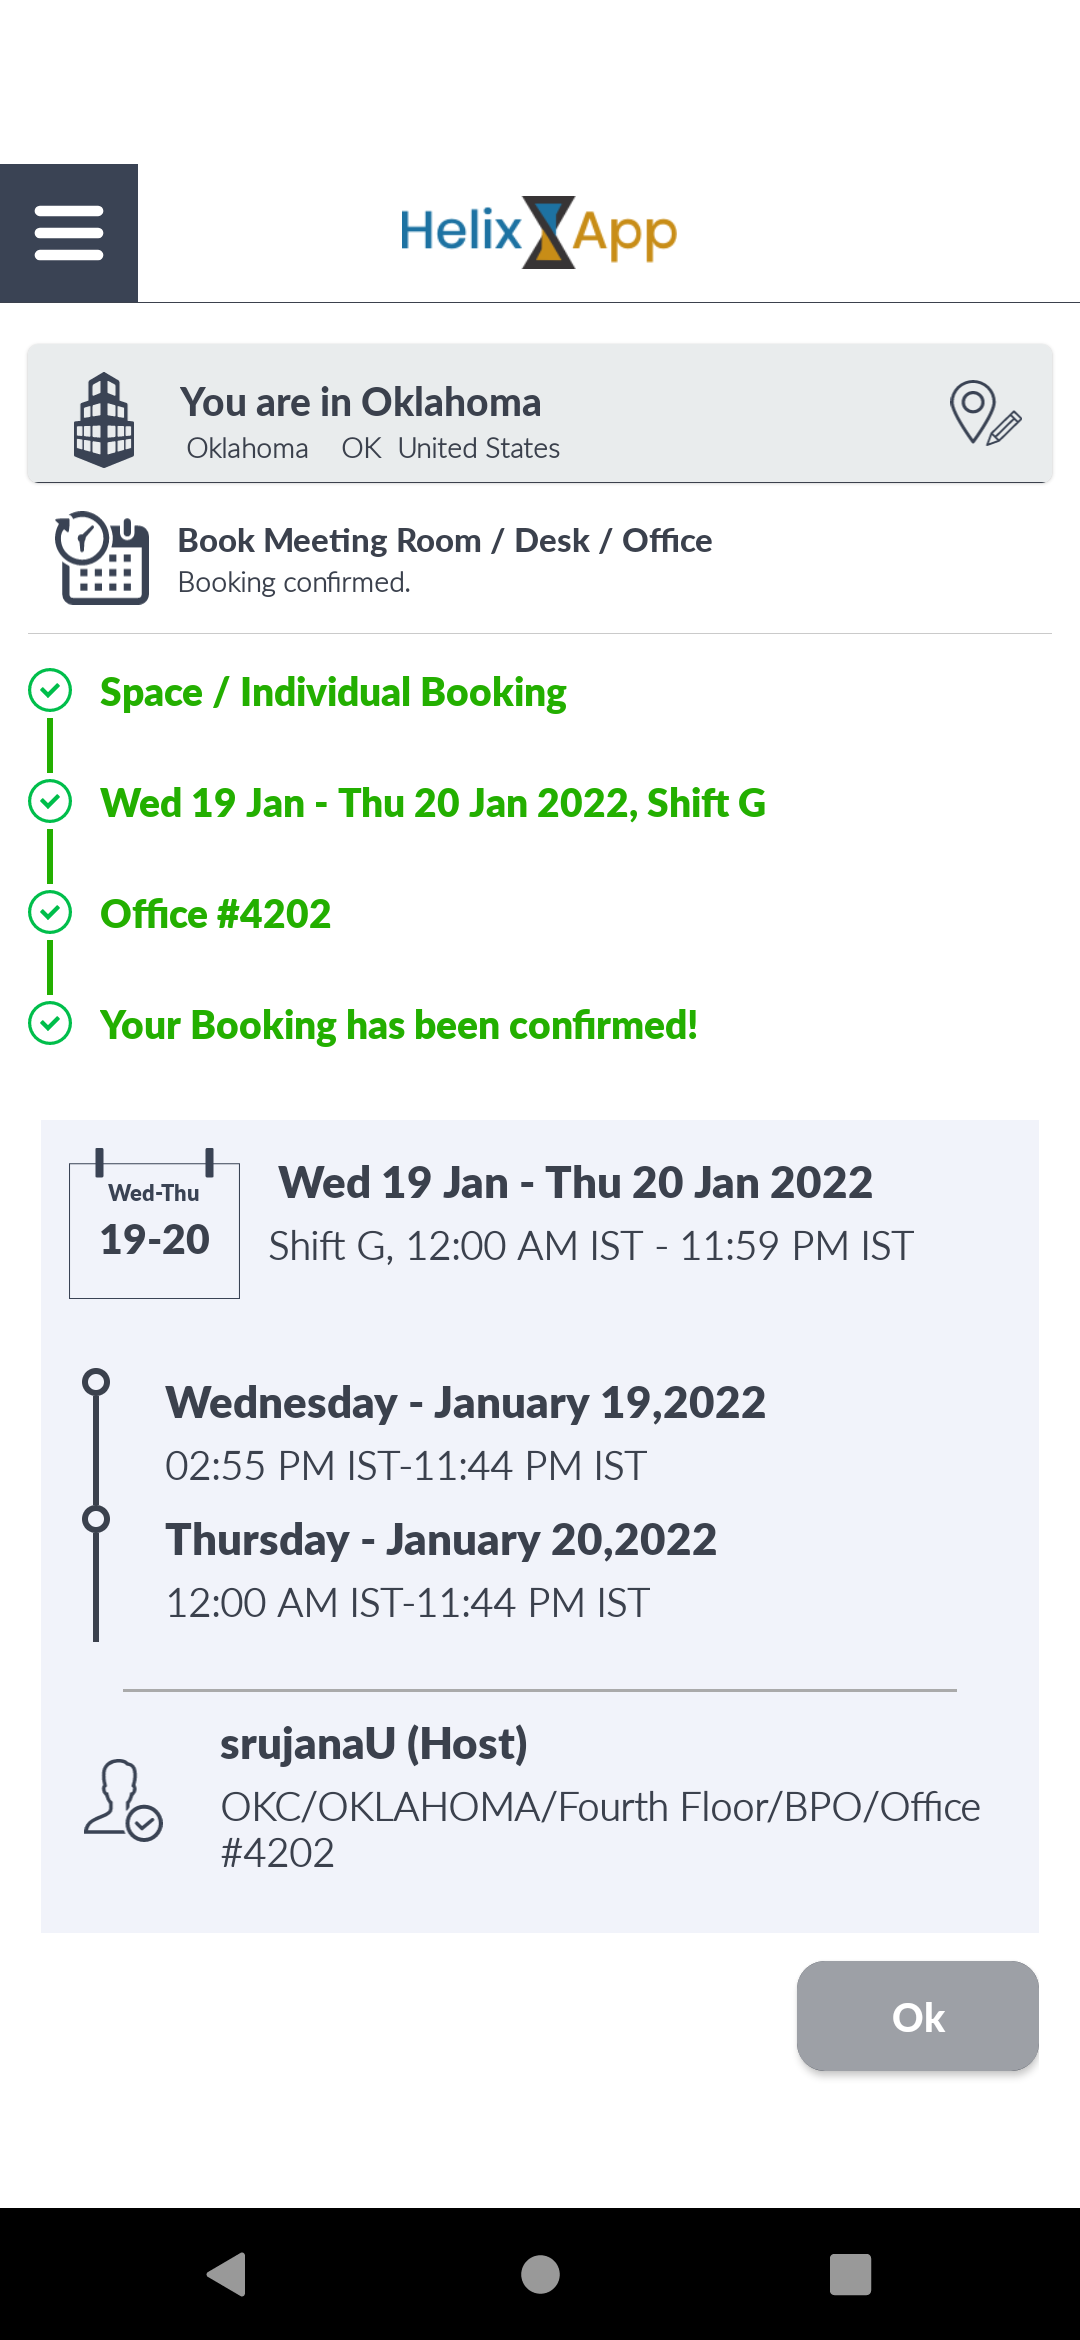 Helix App
You are in Oklahoma
Oklahoma OK United States
Book Meeting Room / Desk / Office
Booking confirmed.
Space / Individual Booking
Wed 19 Jan - Thu 20 Jan 2022, Shift G
Office #4202
Your Booking has been confirmed!
Wed-Thu
19-20
Wed 19 Jan - Thu 20 Jan 2022
Shift G, 12:00 AM IST - 11:59 PM IST
Wednesday - January 19,2022
02:55 PM IST-11:44 PM IST
Thursday - January 20,2022
12:00 AM IST-11:44 PM IST
srujanaU (Host)
OKC/OKLAHOMA/Fourth Floor/BPO/Office
#4202
Ok